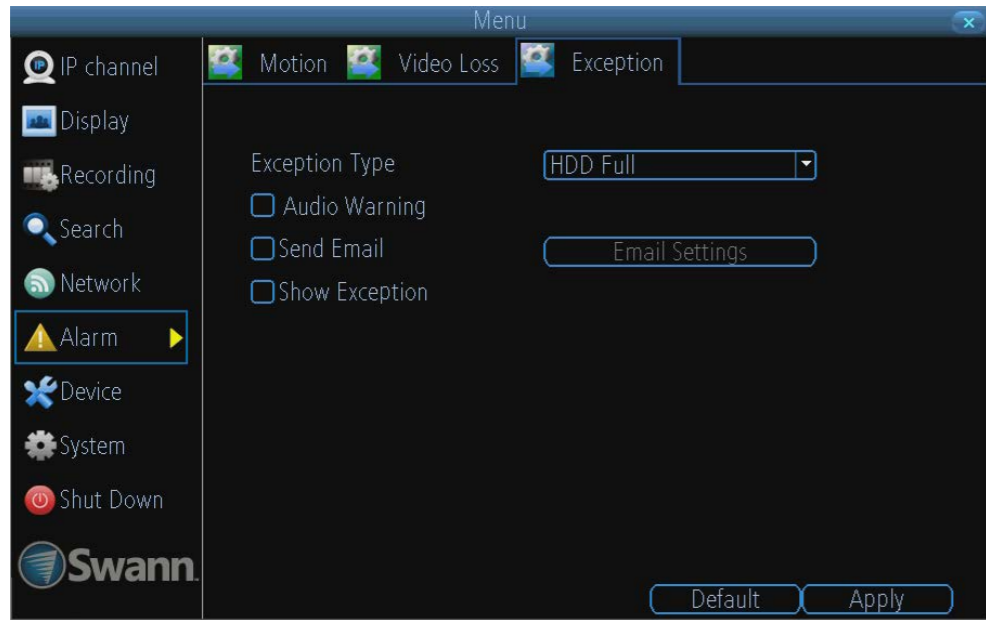 Menu
IP channel
Display
Recording
Search
Network
Alarm
Device
System
Shut Down
Swann
Motion
Video Loss
Exception
Exception Type
HDD Full
Audio Warning
Send Email
Email Settings
Show Exception
Default
Apply